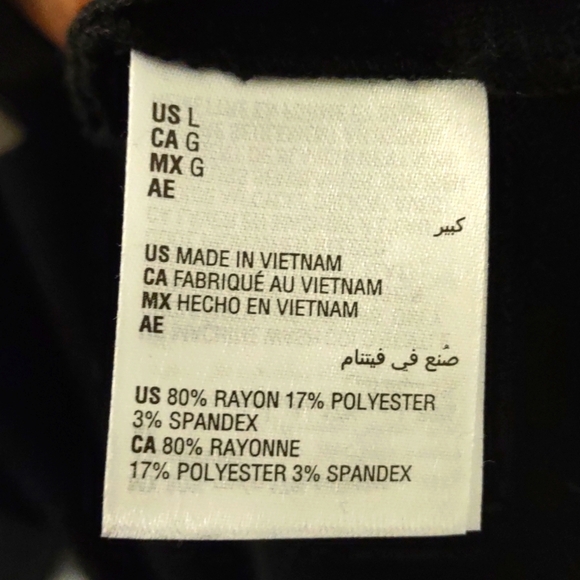 US L
CA G
MX G
AE
كبير
US MADE IN VIETNAM
CA FABRIQUÉ AU VIETNAM
MX HECHO EN VIETNAM
AE
صُنع في فيتنام
US 80% RAYON 17% POLYESTER
3% SPANDEX
CA 80% RAYONNE
17% POLYESTER 3% SPANDEX